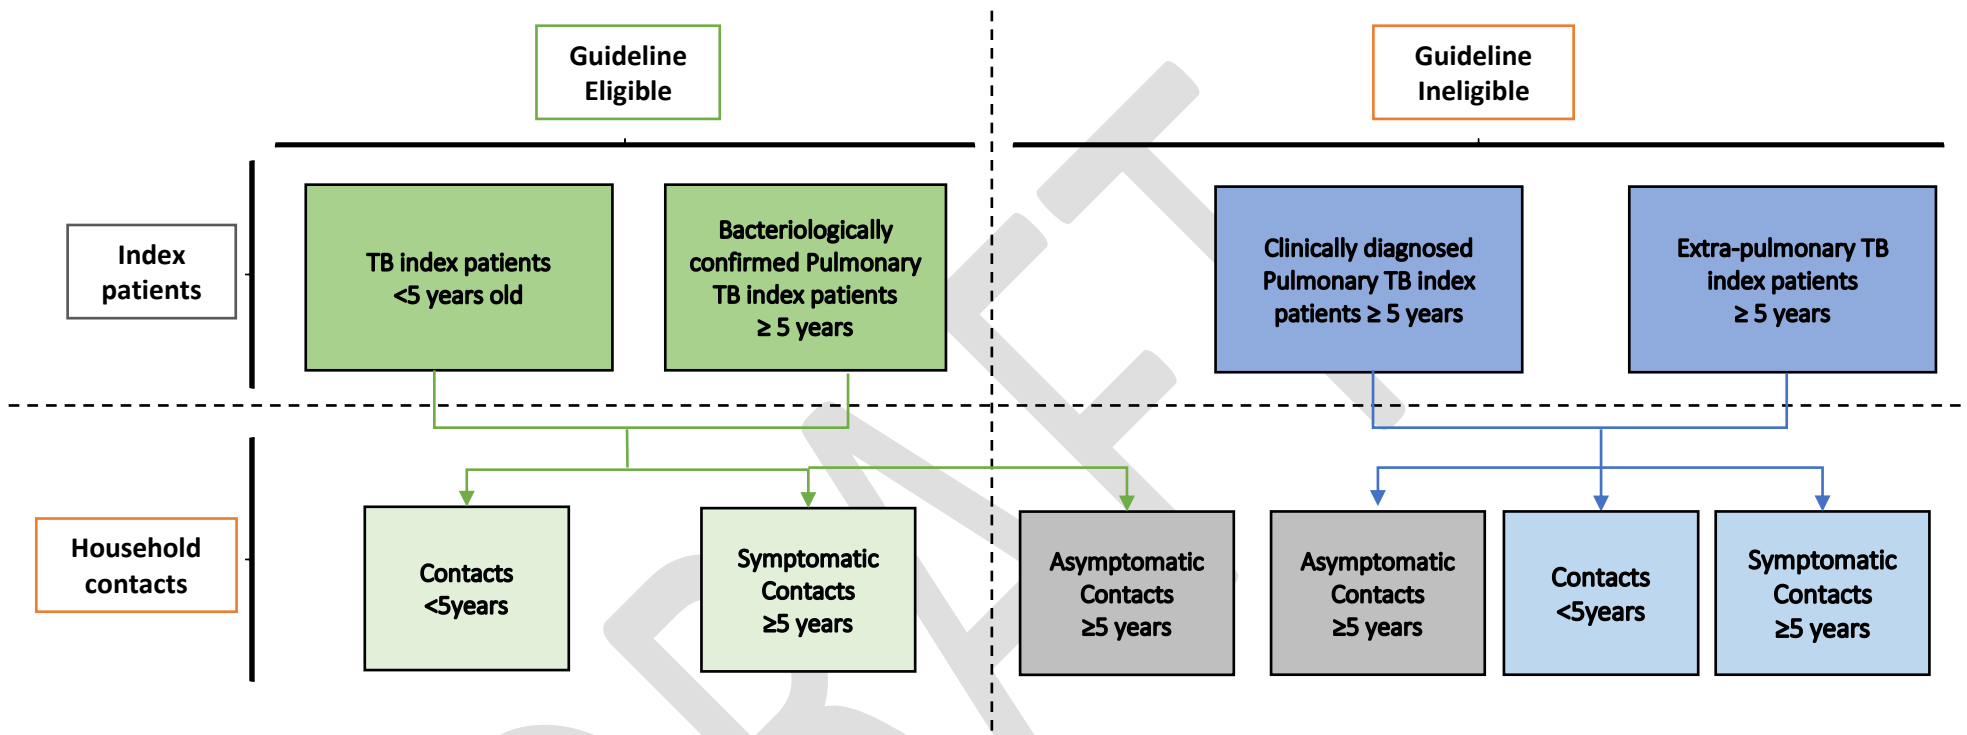 Guideline
Eligible
Guideline
Ineligible
Index
patients
TB index patients
<5 years old
Bacteriologically
confirmed Pulmonary
TB index patients
≥ 5 years
Clinically diagnosed
Pulmonary TB index
patients ≥ 5 years
Extra-pulmonary TB
index patients
≥ 5 years
Household
contacts
Contacts
<5years
Symptomatic
Contacts
≥5 years
Asymptomatic
Contacts
≥5 years
Asymptomatic
Contacts
≥5 years
Contacts
<5years
Symptomatic
Contacts
≥5 years
DRAFT